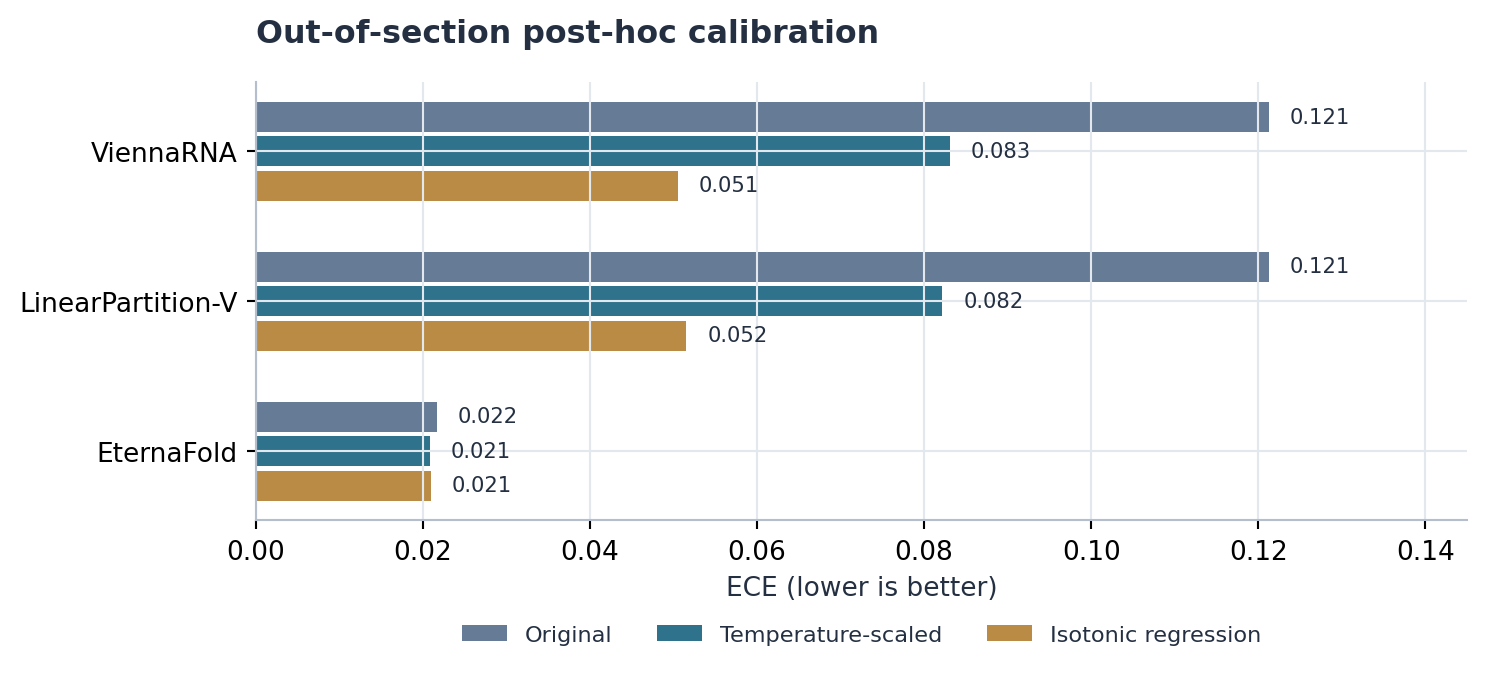 Out-of-section post-hoc calibration
ViennaRNA
0.121
0.083
0.051
LinearPartition-V
0.121
0.082
0.052
EternaFold
0.022
0.021
0.021
0.00 0.02 0.04 0.06 0.08 0.10 0.12 0.14
ECE (lower is better)
Original Temperature-scaled Isotonic regression